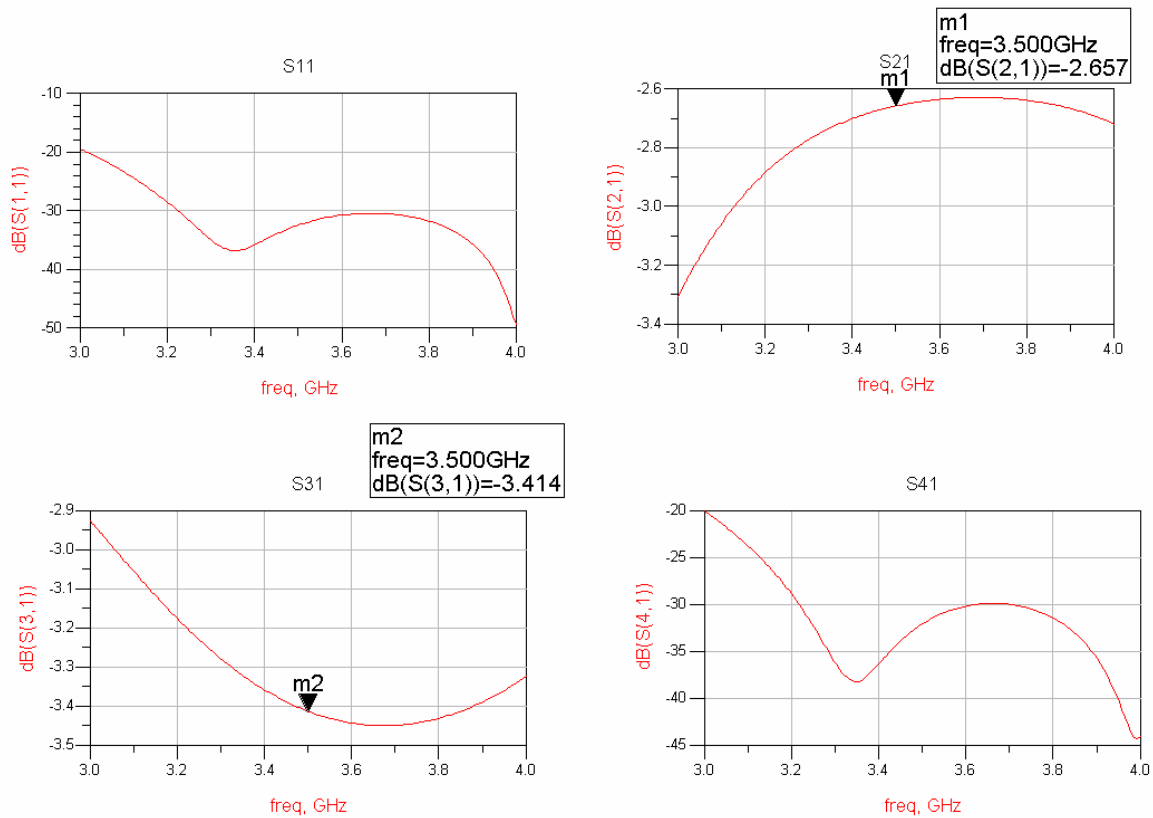 S11
dB(S(1,1))
-10
-20
-30
-40
-50
3.0 3.2 3.4 3.6 3.8 4.0
freq, GHz
m1
freq=3.500GHz
dB(S(2,1))=-2.657
S21
m1
dB(S(2,1))
-2.6
-2.8
-3.0
-3.2
-3.4
3.0 3.2 3.4 3.6 3.8 4.0
freq, GHz
m2
freq=3.500GHz
dB(S(3,1))=-3.414
S31
m2
dB(S(3,1))
-2.9
-3.0
-3.1
-3.2
-3.3
-3.4
-3.5
3.0 3.2 3.4 3.6 3.8 4.0
freq, GHz
S41
dB(S(4,1))
-20
-25
-30
-35
-40
-45
3.0 3.2 3.4 3.6 3.8 4.0
freq, GHz